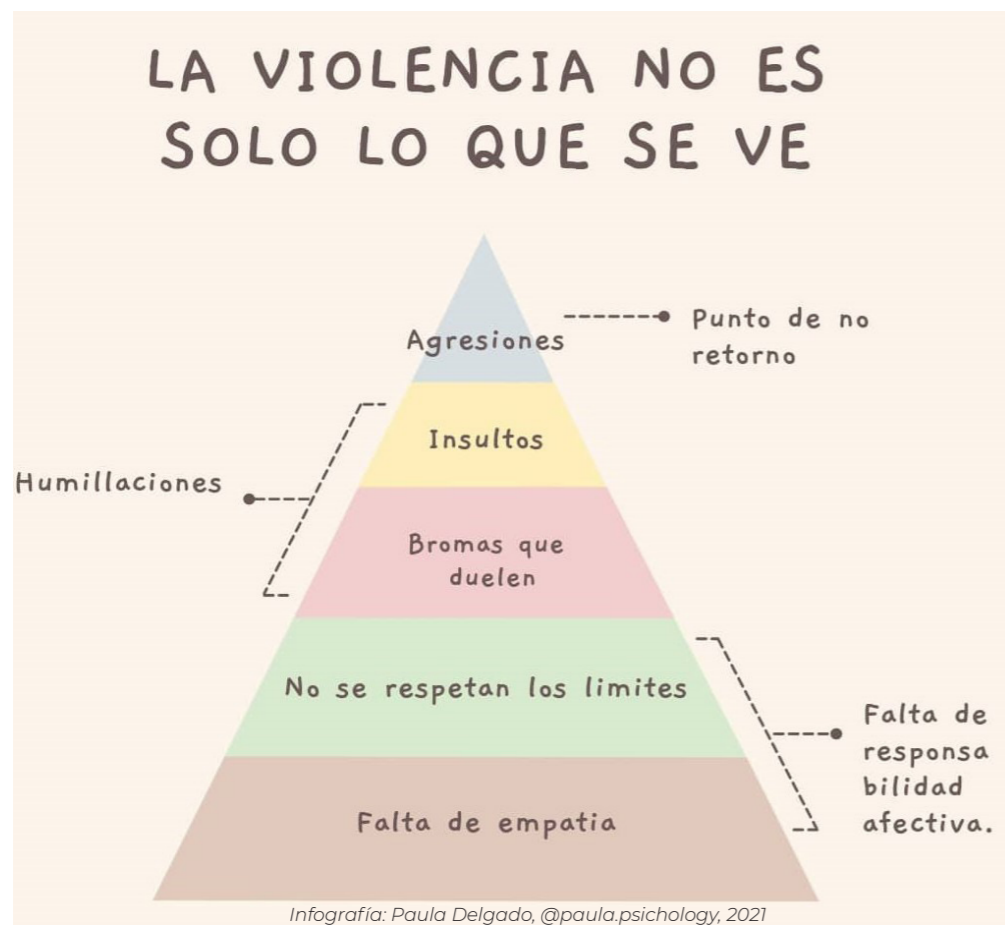 LA VIOLENCIA NO ES
SOLO LO QUE SE VE
Agresiones
Punto de no
retorno
Insultos
Humillaciones
Bromas que
duelen
No se respetan los limites
Falta de
responsa
bilidad
afectiva.
Falta de empatia
Infografía: Paula Delgado, @paula.psichology, 2021